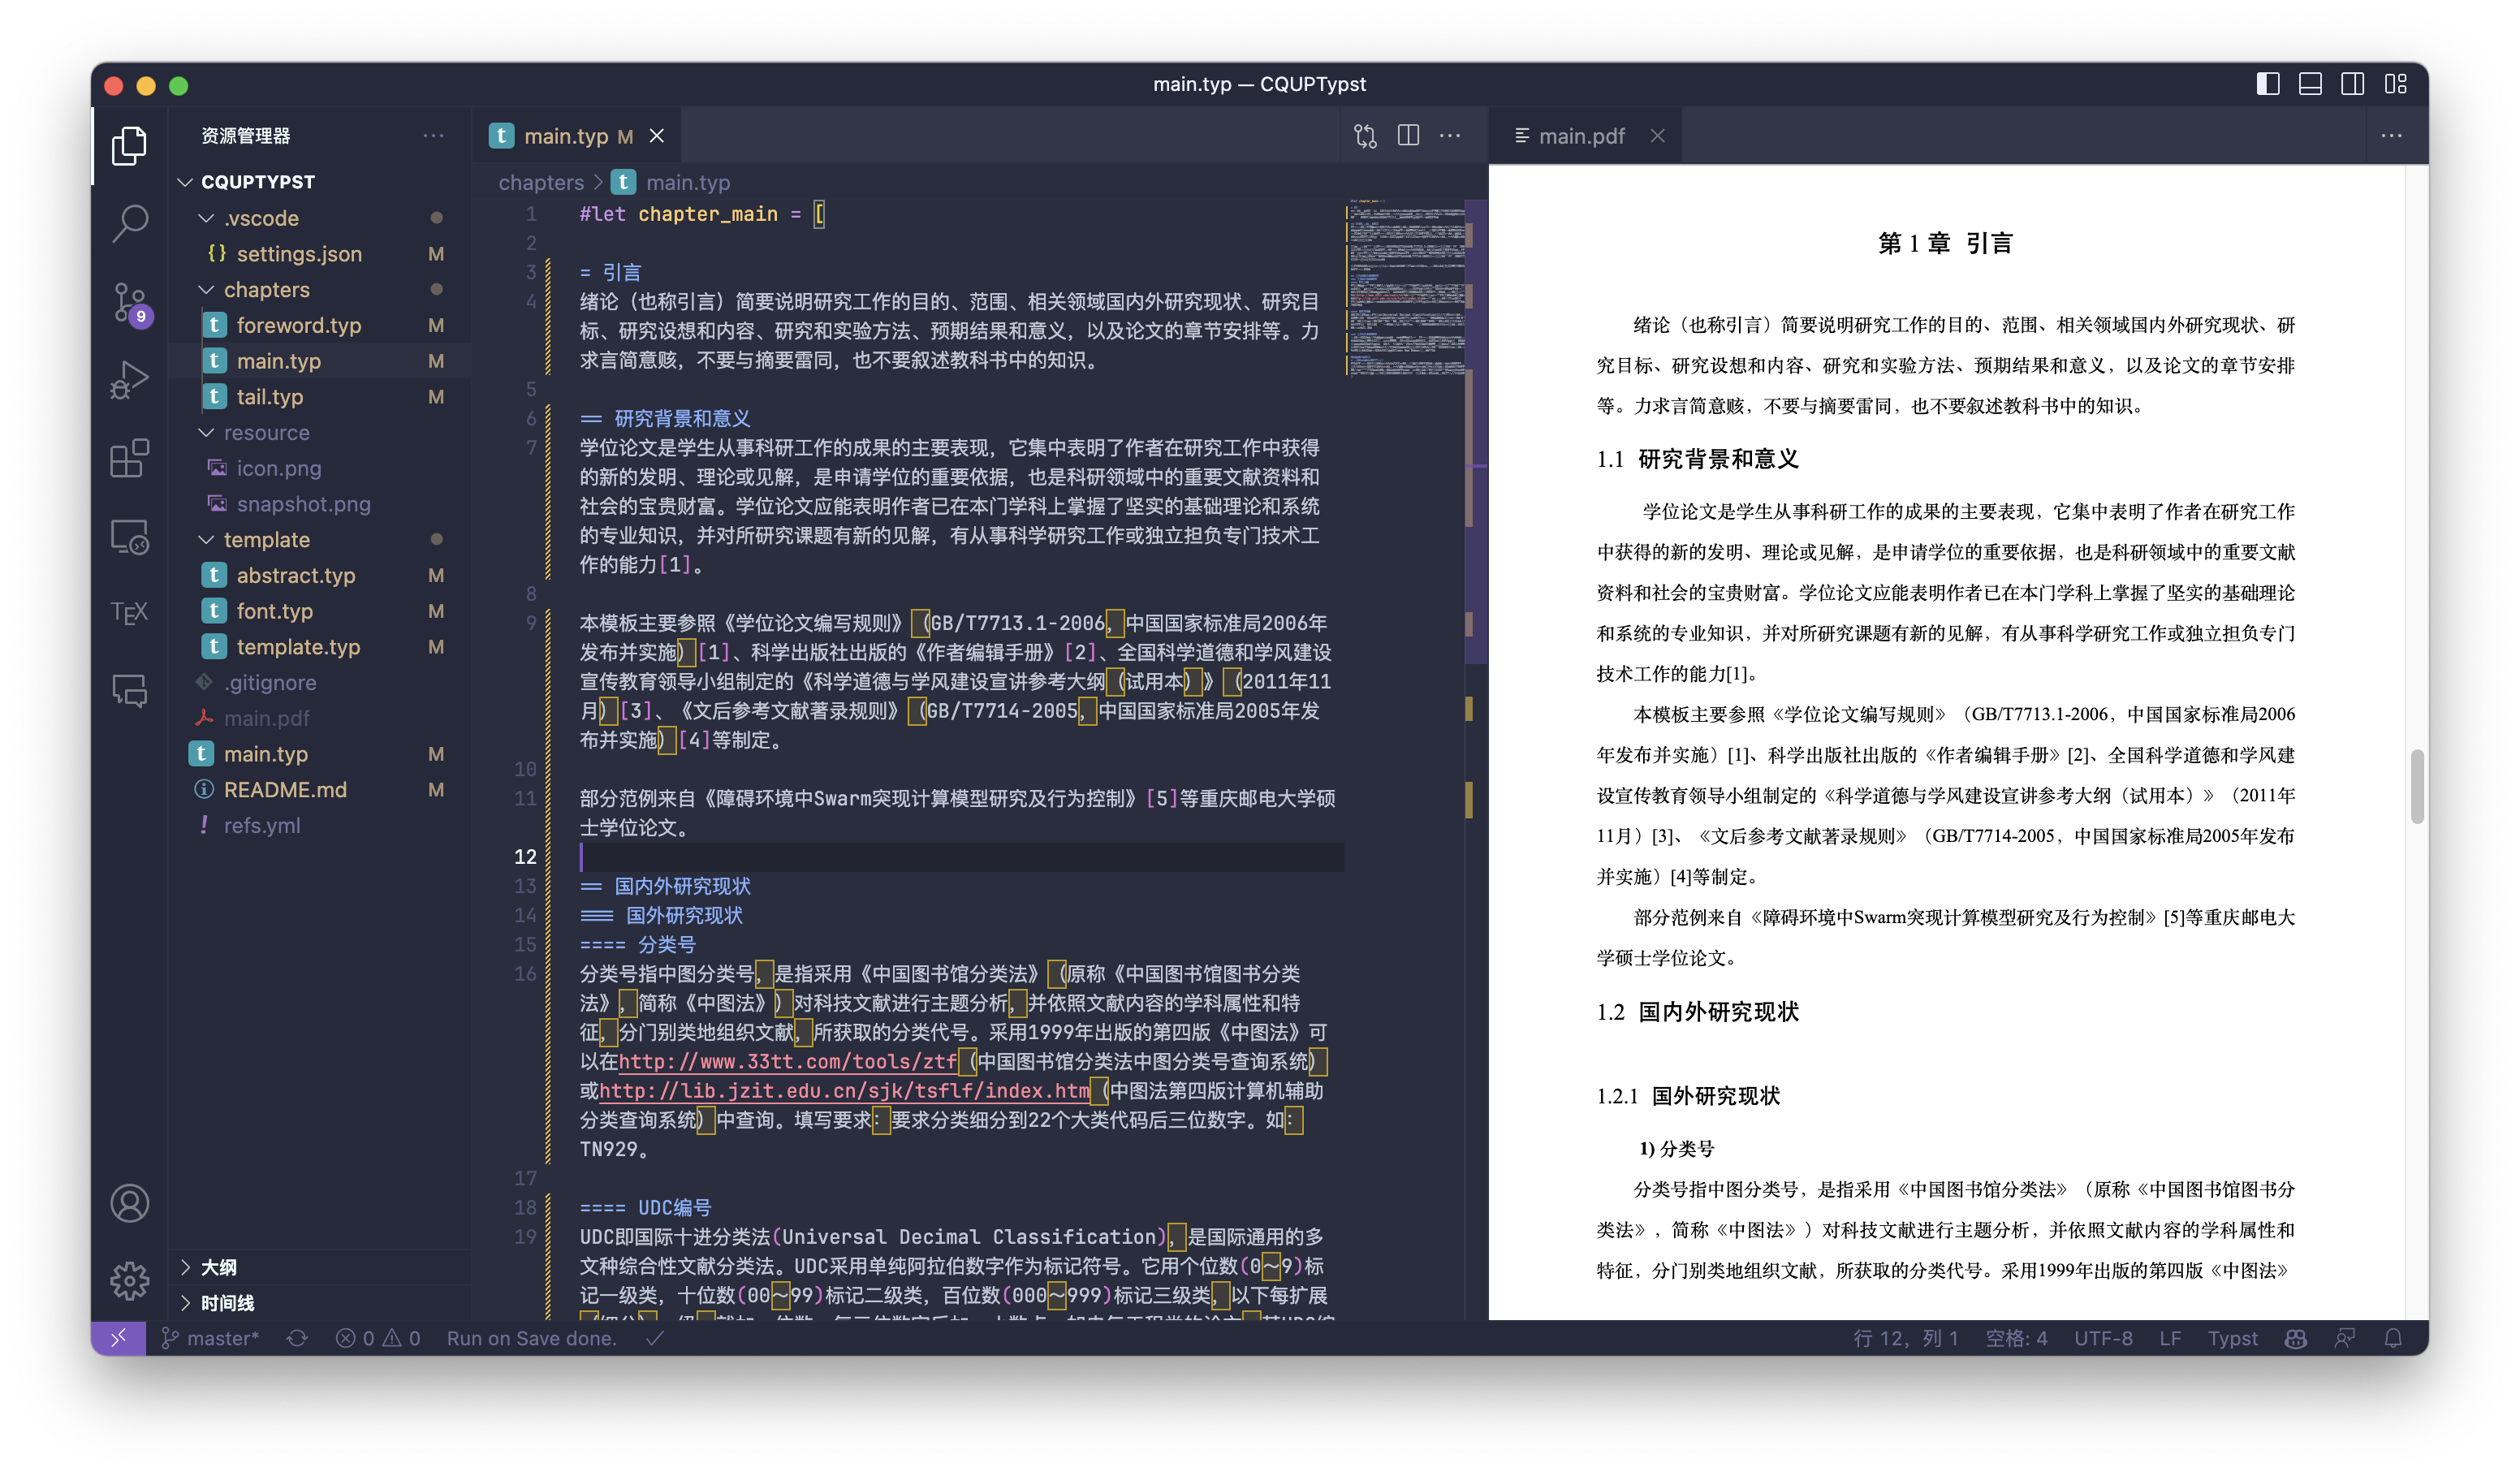 main.typ — CQUPTypst
资源管理器
CQUPTYPST
.vscode
settings.json M
chapters
foreword.typ M
main.typ M
tail.typ M
resource
icon.png
snapshot.png
template
abstract.typ M
font.typ M
template.typ M
.gitignore
main.pdf
main.typ M
README.md M
refs.yml
大纲
时间线
9
TEX
main.typ M
chapters > main.typ
1 #let chapter_main = [
2
3 = 引言
4 绪论（也称引言）简要说明研究工作的目的、范围、相关领域国内外研究现状、研究目
标、研究设想和内容、研究和实验方法、预期结果和意义，以及论文的章节安排等。力
求言简意赅，不要与摘要雷同，也不要叙述教科书中的知识。
5
6 == 研究背景和意义
7 学位论文是学生从事科研工作的成果的主要表现，它集中表明了作者在研究工作中获得
的新的发明、理论或见解，是申请学位的重要依据，也是科研领域中的重要文献资料和
社会的宝贵财富。学位论文应能表明作者已在本门学科上掌握了坚实的基础理论和系统
的专业知识，并对所研究课题有新的见解，有从事科学研究工作或独立担负专门技术工
作的能力[1]。
8
9 本模板主要参照《学位论文编写规则》（GB/T7713.1-2006，中国国家标准局2006年
发布并实施）[1]、科学出版社出版的《作者编辑手册》[2]、全国科学道德和学风建设
宣传教育领导小组制定的《科学道德与学风建设宣讲参考大纲（试用本）》（2011年11
月）[3]、《文后参考文献著录规则》（GB/T7714-2005，中国国家标准局2005年发
布并实施）[4]等制定。
10
11 部分范例来自《障碍环境中Swarm突现计算模型研究及行为控制》[5]等重庆邮电大学硕
士学位论文。
12
13 == 国内外研究现状
14 === 国外研究现状
15 ==== 分类号
16 分类号指中图分类号，是指采用《中国图书馆分类法》（原称《中国图书馆图书分类
法》，简称《中图法》）对科技文献进行主题分析，并依照文献内容的学科属性和特
征，分门别类地组织文献，所获取的分类代号。采用1999年出版的第四版《中图法》可
以在http://www.33tt.com/tools/ztf（中国图书馆分类法中图分类号查询系统）
或http://lib.jzit.edu.cn/sjk/tsflf/index.htm（中图法第四版计算机辅助
分类查询系统）中查询。填写要求：要求分类细分到22个大类代码后三位数字。如：
TN929。
17
18 ==== UDC编号
19 UDC即国际十进分类法(Universal Decimal Classification)，是国际通用的多
文种综合性文献分类法。UDC采用单纯阿拉伯数字作为标记符号。它用个位数(0～9)标
记一级类，十位数(00～99)标记二级类，百位数(000～999)标记三级类，以下每扩展
main.pdf
第 1 章 引言
绪论（也称引言）简要说明研究工作的目的、范围、相关领域国内外研究现状、研
究目标、研究设想和内容、研究和实验方法、预期结果和意义，以及论文的章节安排
等。力求言简意赅，不要与摘要雷同，也不要叙述教科书中的知识。
1.1 研究背景和意义
学位论文是学生从事科研工作的成果的主要表现，它集中表明了作者在研究工作
中获得的新的发明、理论或见解，是申请学位的重要依据，也是科研领域中的重要文献
资料和社会的宝贵财富。学位论文应能表明作者已在本门学科上掌握了坚实的基础理论
和系统的专业知识，并对所研究课题有新的见解，有从事科学研究工作或独立担负专门
技术工作的能力[1]。
本模板主要参照《学位论文编写规则》（GB/T7713.1-2006，中国国家标准局2006
年发布并实施）[1]、科学出版社出版的《作者编辑手册》[2]、全国科学道德和学风建
设宣传教育领导小组制定的《科学道德与学风建设宣讲参考大纲（试用本）》（2011年
11月）[3]、《文后参考文献著录规则》（GB/T7714-2005，中国国家标准局2005年发布
并实施）[4]等制定。
部分范例来自《障碍环境中Swarm突现计算模型研究及行为控制》[5]等重庆邮电大
学硕士学位论文。
1.2 国内外研究现状
1.2.1 国外研究现状
1) 分类号
分类号指中图分类号，是指采用《中国图书馆分类法》（原称《中国图书馆图书分
类法》，简称《中图法》）对科技文献进行主题分析，并依照文献内容的学科属性和
特征，分门别类地组织文献，所获取的分类代号。采用1999年出版的第四版《中图法》
master* 0 0 Run on Save done. 行 12，列 1 空格: 4 UTF-8 LF Typst